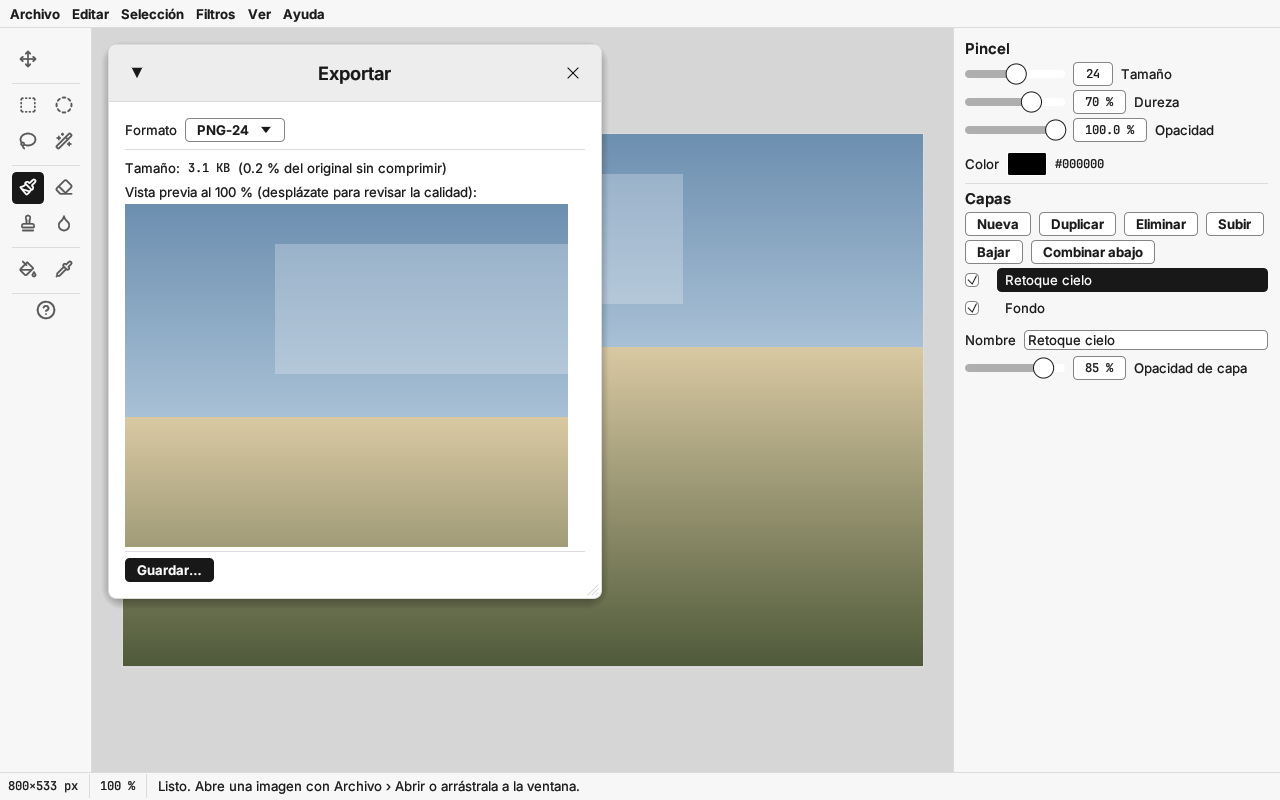 Archivo Editar Selección Filtros Ver Ayuda
▼ Exportar
Formato PNG-24
Tamaño: 3.1 KB (0.2 % del original sin comprimir)
Vista previa al 100 % (desplázate para revisar la calidad):
Guardar...
Pincel
24 Tamaño
70 % Dureza
100.0 % Opacidad
Color #000000
Capas
Nueva Duplicar Eliminar Subir
Bajar Combinar abajo
Retoque cielo
Fondo
Nombre Retoque cielo
85 % Opacidad de capa
800×533 px 100 % Listo. Abre una imagen con Archivo › Abrir o arrástrala a la ventana.